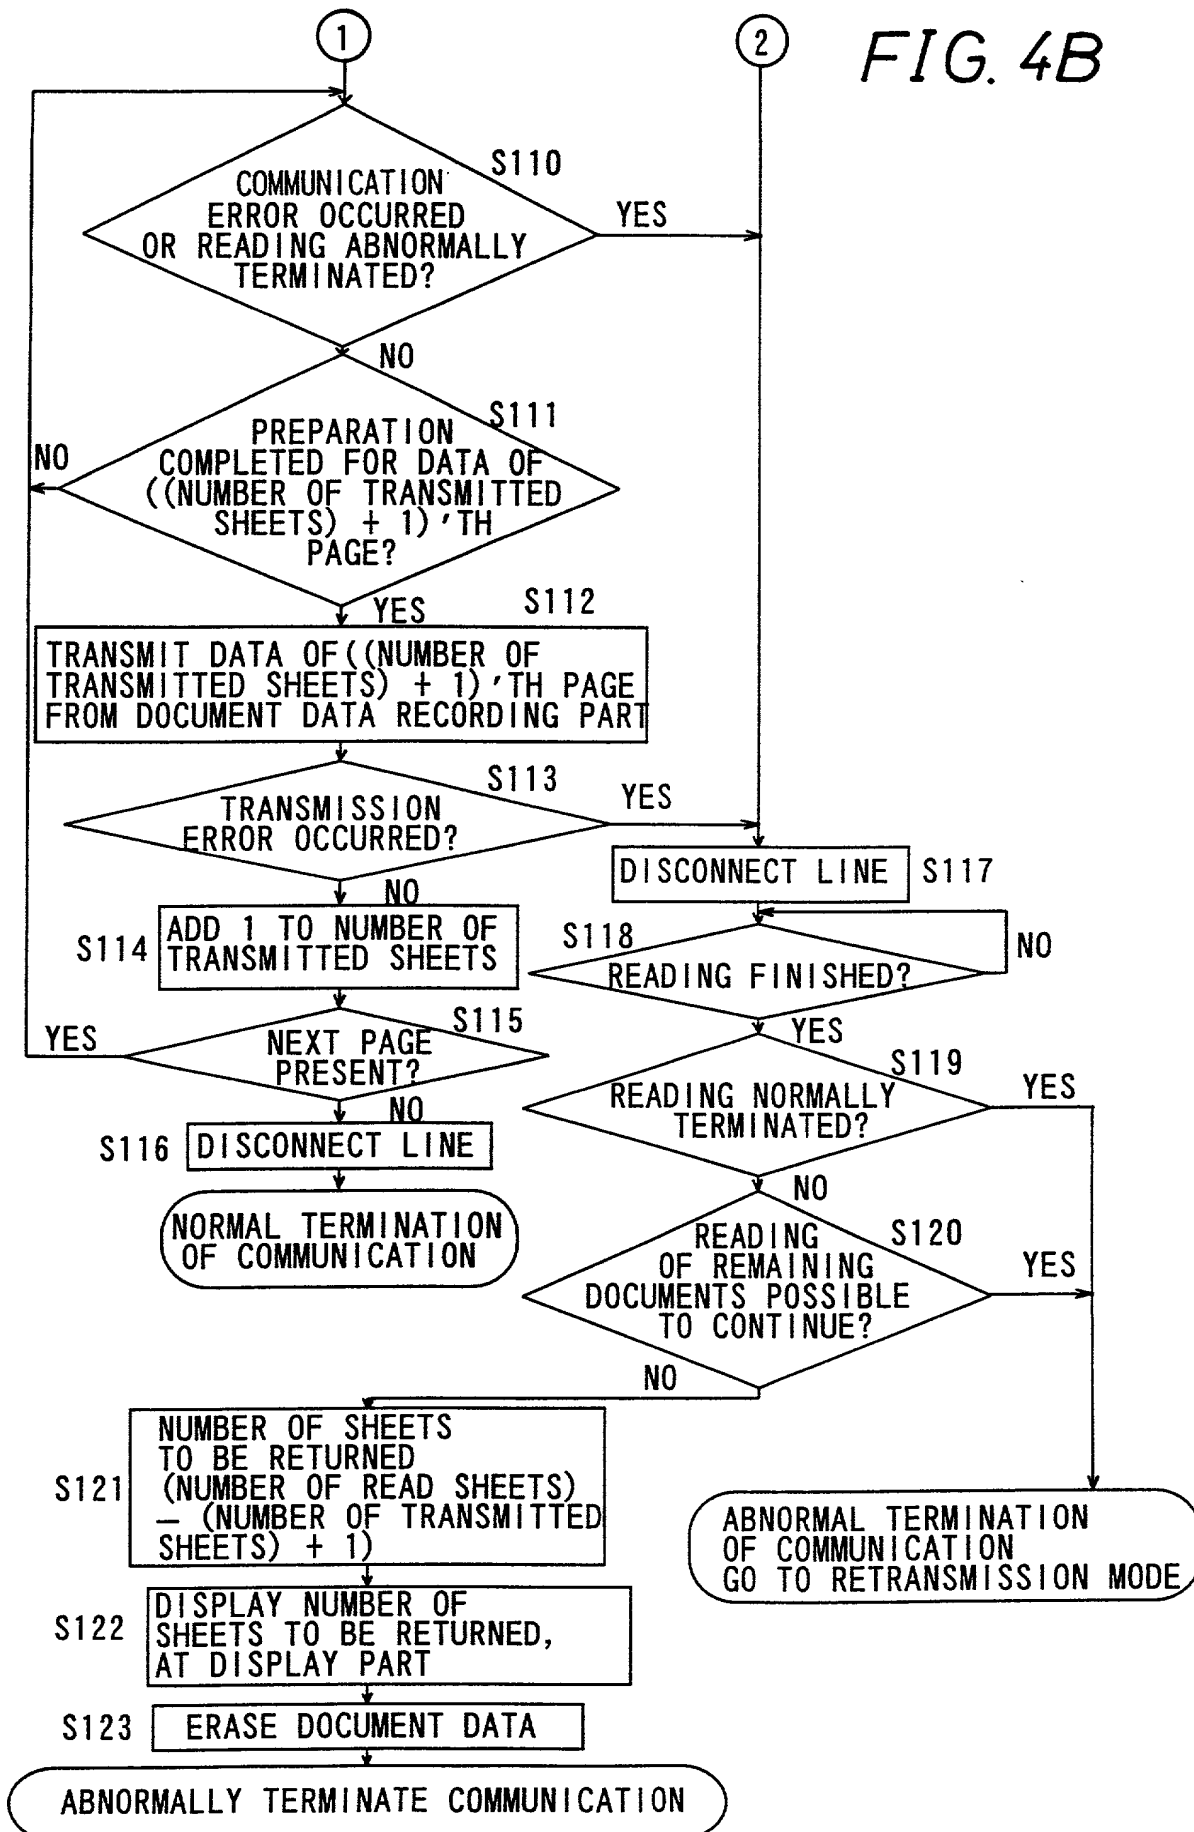 1
2
FIG. 4B
S110
COMMUNICATION
ERROR OCCURRED
OR READING ABNORMALLY
TERMINATED?
YES
NO
S111
PREPARATION
COMPLETED FOR DATA OF
((NUMBER OF TRANSMITTED
SHEETS) + 1)'TH
PAGE?
NO
YES
S112
TRANSMIT DATA OF((NUMBER OF
TRANSMITTED SHEETS) + 1)'TH PAGE
FROM DOCUMENT DATA RECORDING PART
S113
TRANSMISSION
ERROR OCCURRED?
YES
NO
S114
ADD 1 TO NUMBER OF
TRANSMITTED SHEETS
S115
NEXT PAGE
PRESENT?
YES
NO
S116
DISCONNECT LINE
NORMAL TERMINATION
OF COMMUNICATION
DISCONNECT LINE
S117
S118
READING FINISHED?
NO
YES
S119
READING NORMALLY
TERMINATED?
YES
NO
S120
READING
OF REMAINING
DOCUMENTS POSSIBLE
TO CONTINUE?
YES
NO
S121
NUMBER OF SHEETS
TO BE RETURNED
(NUMBER OF READ SHEETS)
— (NUMBER OF TRANSMITTED
SHEETS) + 1)
S122
DISPLAY NUMBER OF
SHEETS TO BE RETURNED,
AT DISPLAY PART
S123
ERASE DOCUMENT DATA
ABNORMALLY TERMINATE COMMUNICATION
ABNORMAL TERMINATION
OF COMMUNICATION
GO TO RETRANSMISSION MODE